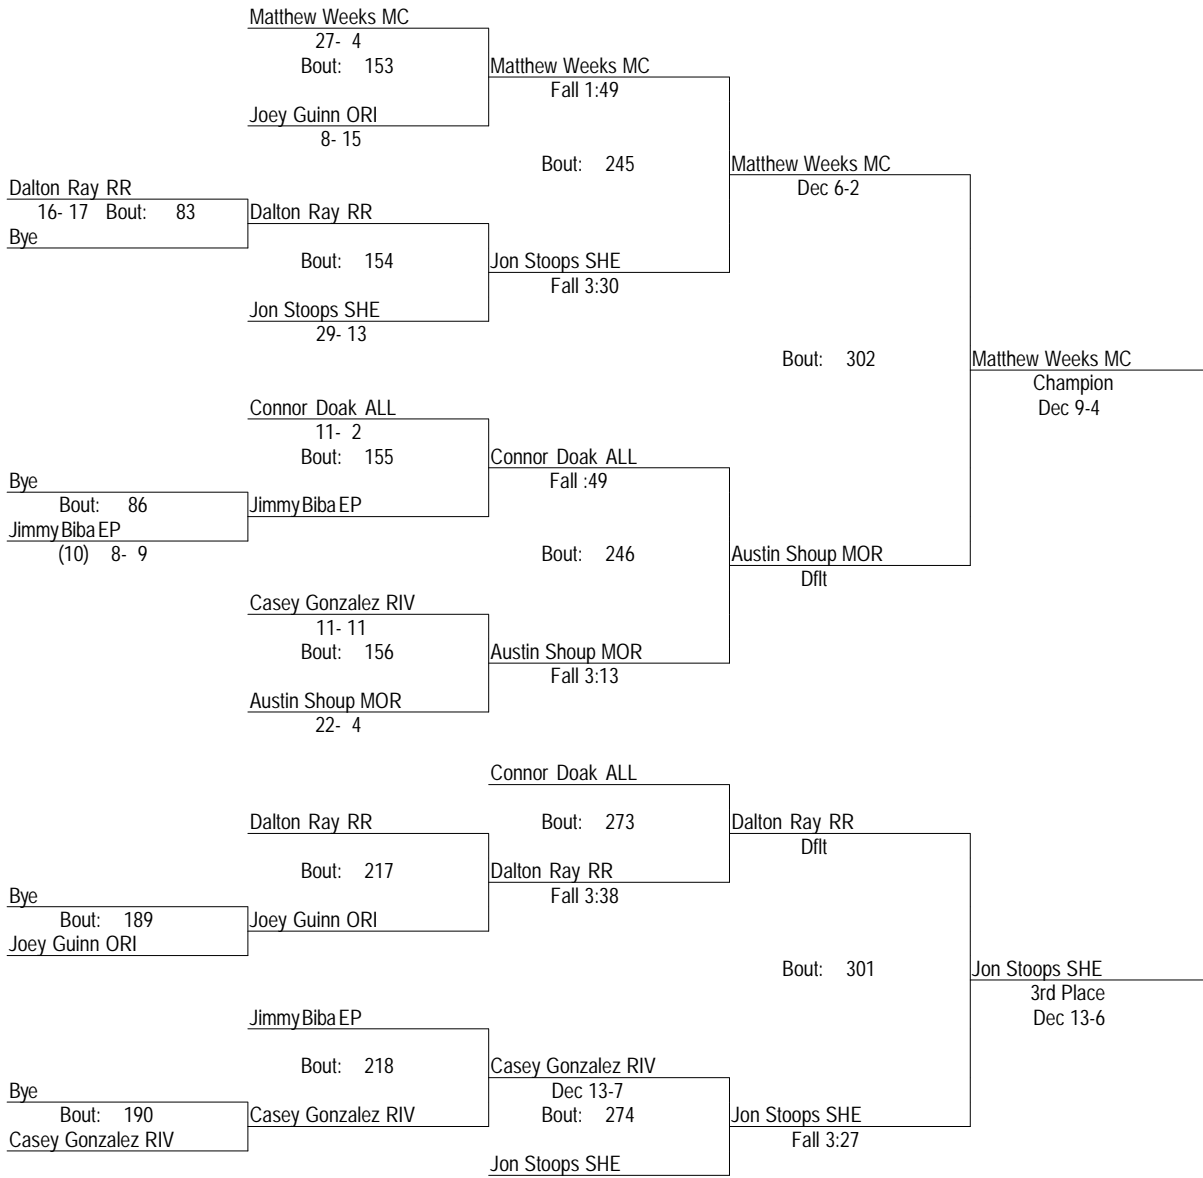 Matthew Weeks MC
27- 4
Bout: 153
Matthew Weeks MC
Fall 1:49
Joey Guinn ORI
8- 15
Bout: 245
Matthew Weeks MC
Dec 6-2
Dalton Ray RR
16- 17 Bout: 83
Dalton Ray RR
Bye
Bout: 154
Jon Stoops SHE
Fall 3:30
Jon Stoops SHE
29- 13
Bout: 302
Matthew Weeks MC
Champion
Dec 9-4
Connor Doak ALL
11- 2
Bout: 155
Connor Doak ALL
Fall :49
Bye
Bout: 86
Jimmy Biba EP
Jimmy Biba EP
(10) 8- 9
Bout: 246
Austin Shoup MOR
Dflt
Casey Gonzalez RIV
11- 11
Bout: 156
Austin Shoup MOR
Fall 3:13
Austin Shoup MOR
22- 4
Connor Doak ALL
Dalton Ray RR
Bout: 273
Dalton Ray RR
Dflt
Bout: 217
Dalton Ray RR
Fall 3:38
Bye
Bout: 189
Joey Guinn ORI
Joey Guinn ORI
Bout: 301
Jon Stoops SHE
3rd Place
Dec 13-6
Jimmy Biba EP
Bout: 218
Casey Gonzalez RIV
Dec 13-7
Bye
Bout: 190
Casey Gonzalez RIV
Bout: 274
Jon Stoops SHE
Fall 3:27
Casey Gonzalez RIV
Jon Stoops SHE